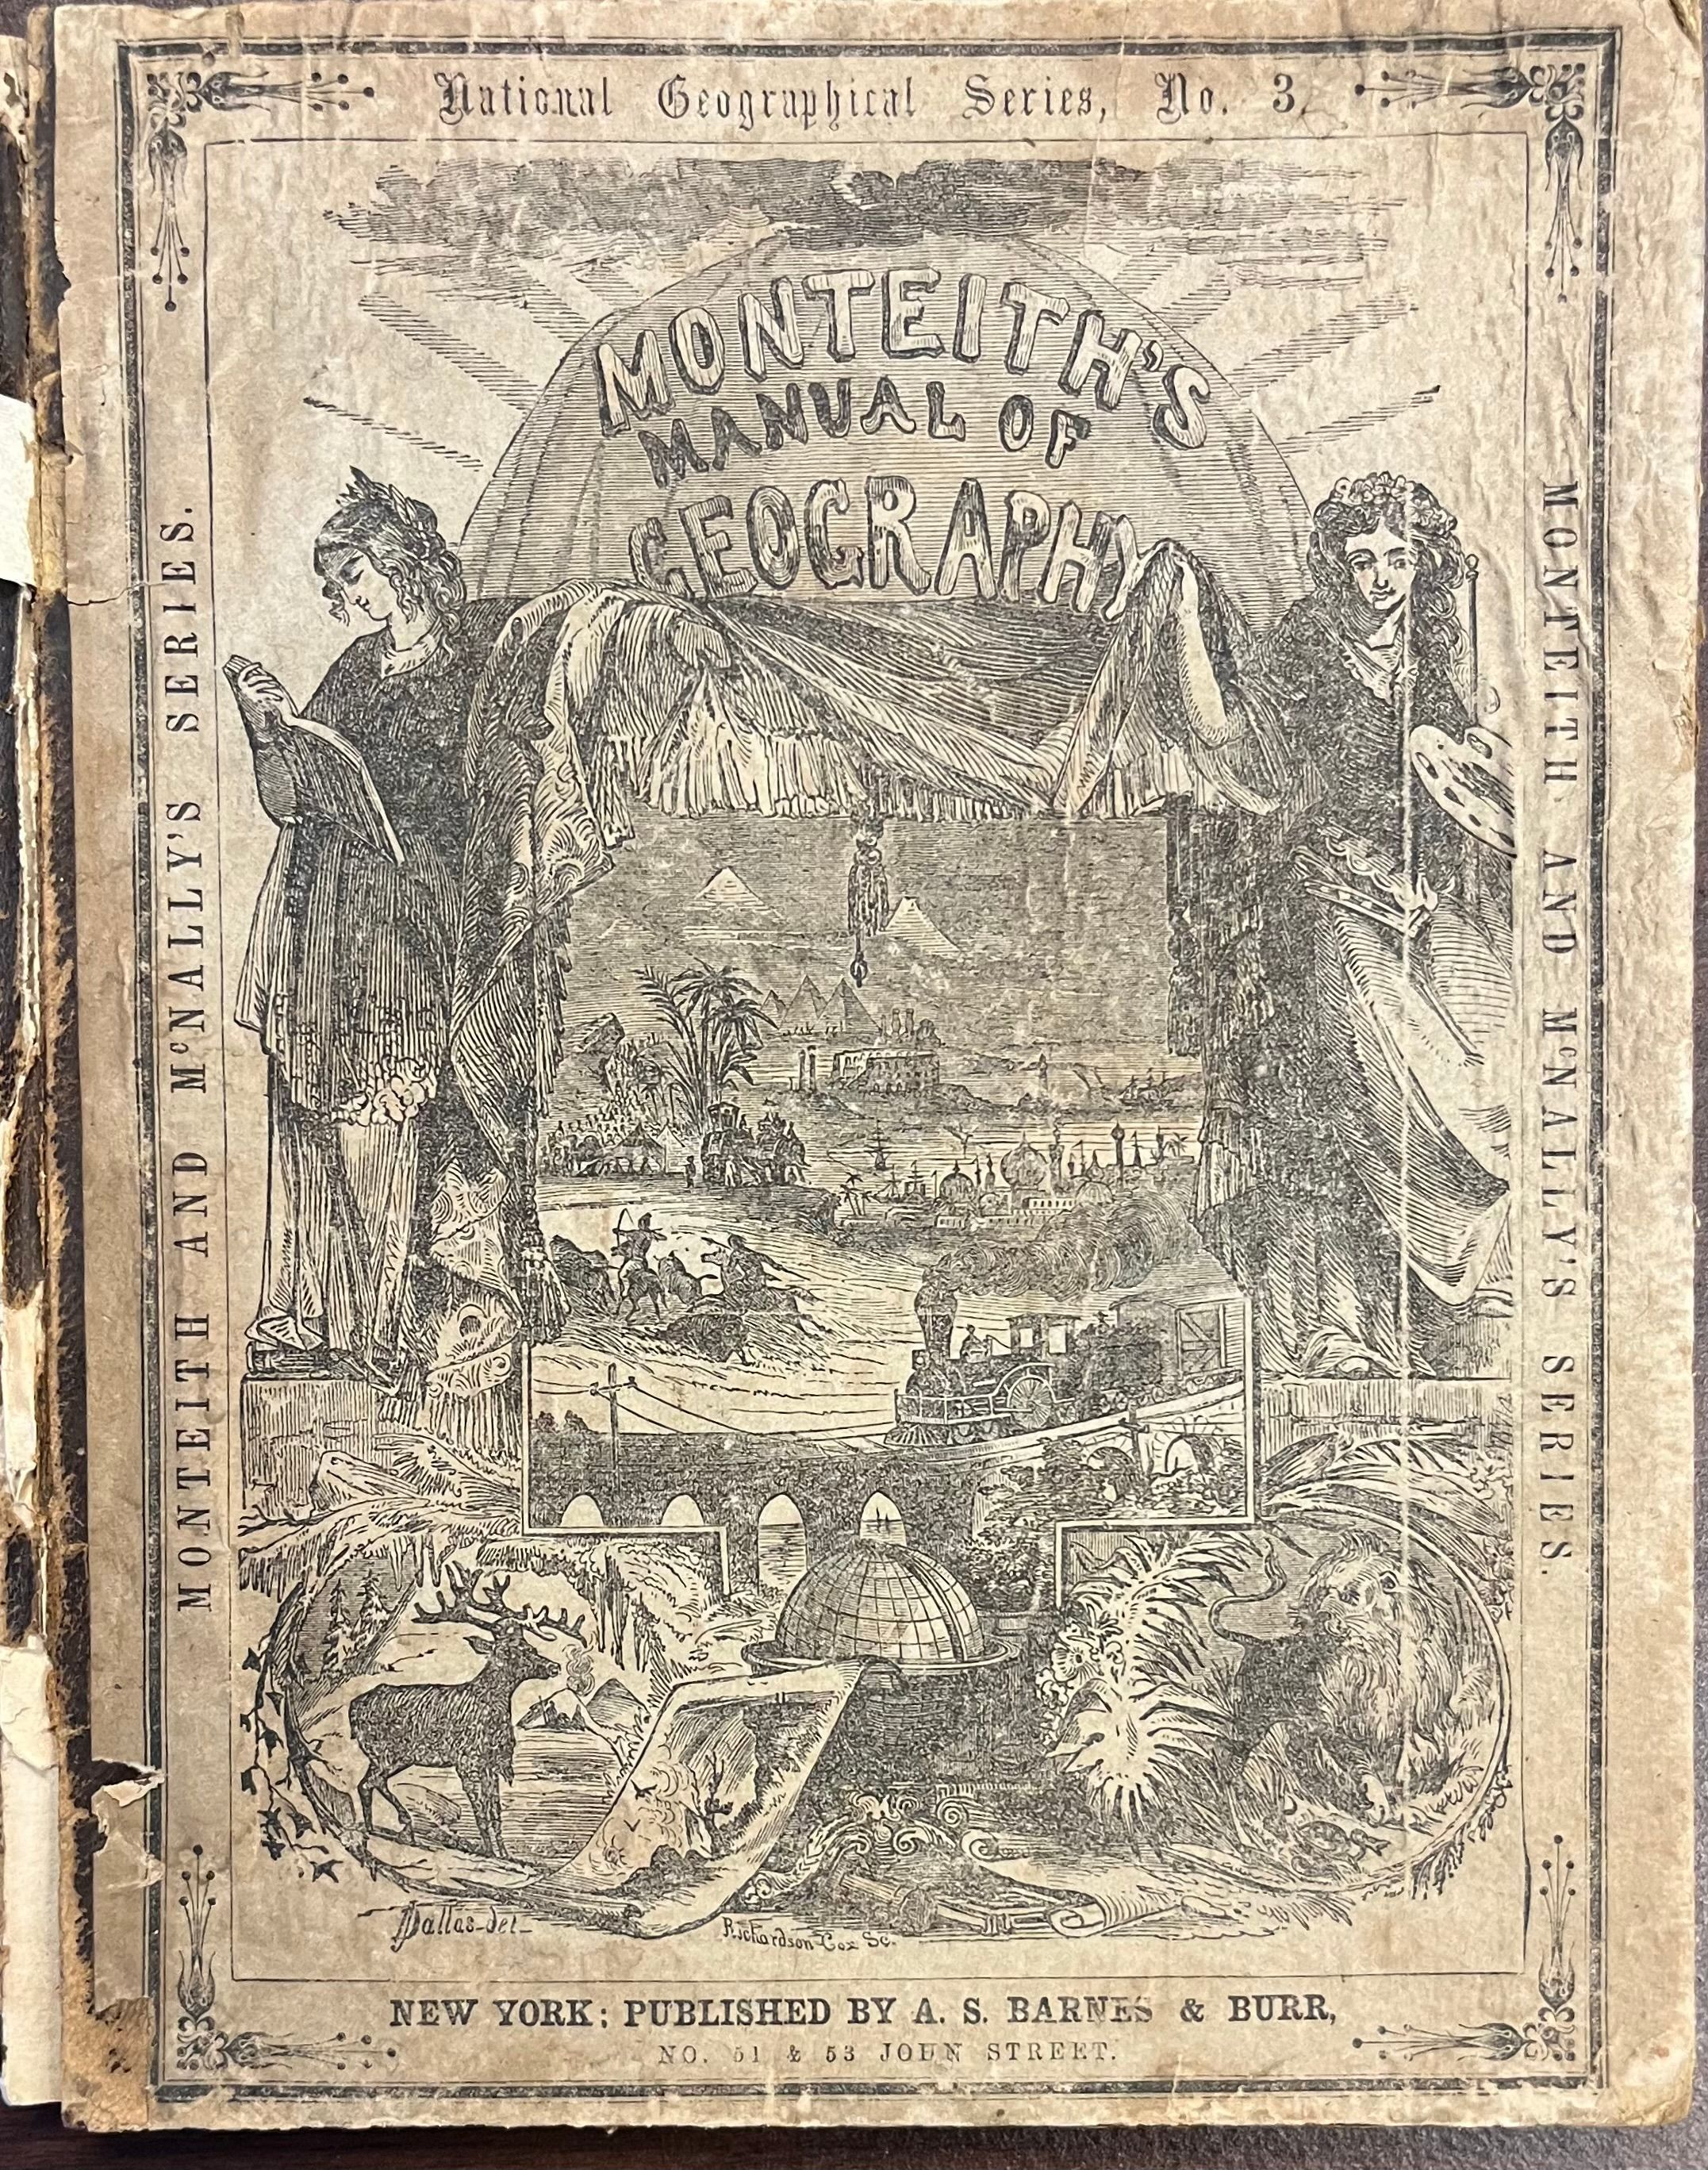 National Geographical Series, No. 3.
MONTEITH'S
MANUAL OF
GEOGRAPHY
MONTEITH AND McNALLY'S SERIES.
MONTEITH AND McNALLY'S SERIES.
Dallas-del-
Richardson-Cox Sc.
NEW YORK: PUBLISHED BY A. S. BARNES & BURR,
NO. 51 & 53 JOHN STREET.